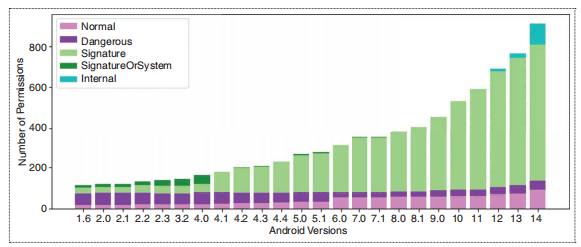 Normal
Dangerous
Signature
SignatureOrSystem
Internal
Number of Permissions
800
600
400
200
0
1.6 2.0 2.1 2.2 2.3 3.2 4.0 4.1 4.2 4.3 4.4 5.0 5.1 6.0 7.0 7.1 8.0 8.1 9.0 10 11 12 13 14
Android Versions